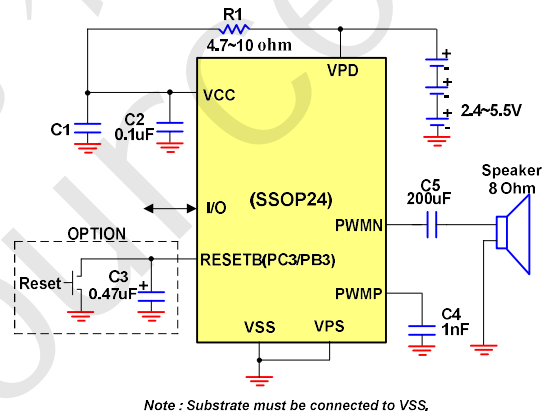 R1
4.7~10 ohm
VPD
VCC
C1
C2
0.1uF
+
-
+
-
+
-
2.4~5.5V
Speaker
8 Ohm
C5
200uF
I/O
(SSOP24)
PWMN
OPTION
RESETB(PC3/PB3)
Reset
C3
+
0.47uF
PWMP
C4
1nF
VSS
VPS
Note : Substrate must be connected to VSS.